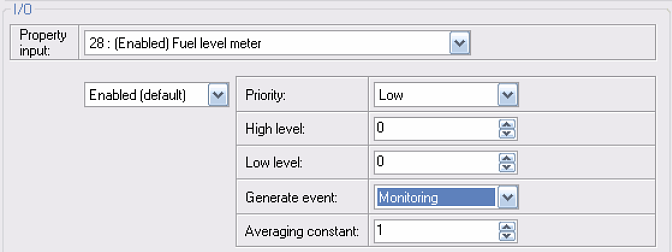 I/O
Property input:
28 : (Enabled) Fuel level meter
Enabled (default)
Priority:
Low
High level:
0
Low level:
0
Generate event:
Monitoring
Averaging constant:
1